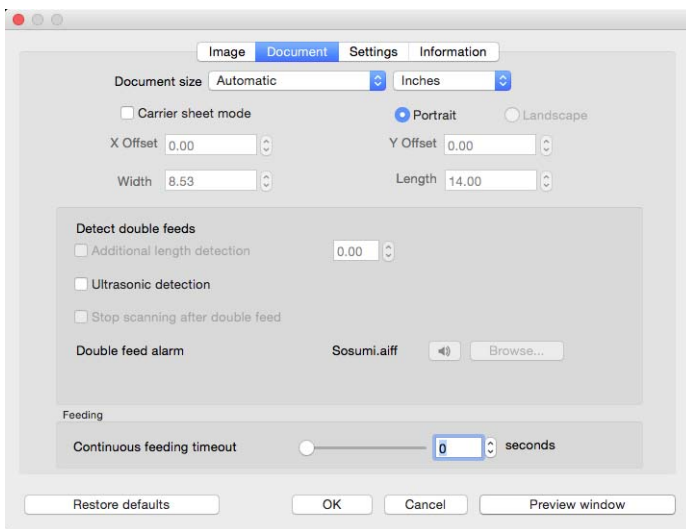 Image Document Settings Information
Document size Automatic Inches
Carrier sheet mode Portrait Landscape
X Offset 0.00 Y Offset 0.00
Width 8.53 Length 14.00
Detect double feeds
Additional length detection 0.00
Ultrasonic detection
Stop scanning after double feed
Double feed alarm Sosumi.aiff Browse...
Feeding
Continuous feeding timeout 0 seconds
Restore defaults OK Cancel Preview window